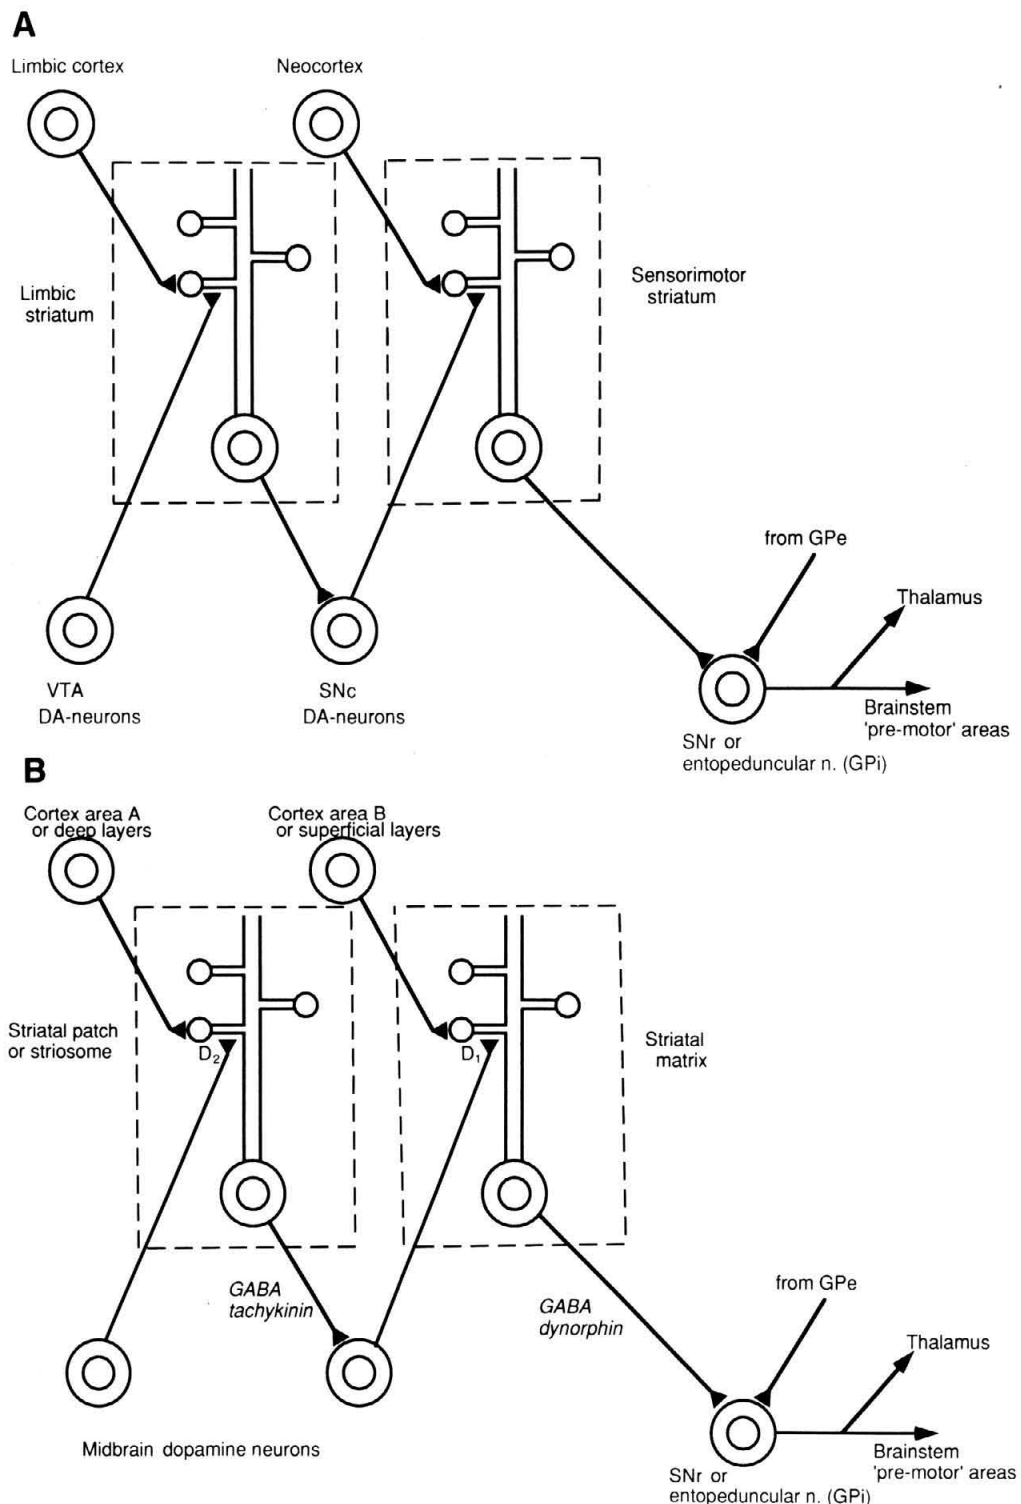 A
Limbic cortex
Neocortex
Limbic
striatum
Sensorimotor
striatum
from GPe
Thalamus
VTA
DA-neurons
SNc
DA-neurons
Brainstem
'pre-motor' areas
SNr or
entopeduncular n. (GPi)
B
Cortex area A
or deep layers
Cortex area B
or superficial layers
Striatal patch
or striosome
D₂
D₁
Striatal
matrix
GABA
tachykinin
GABA
dynorphin
from GPe
Thalamus
Midbrain dopamine neurons
Brainstem
'pre-motor' areas
SNr or
entopeduncular n. (GPi)